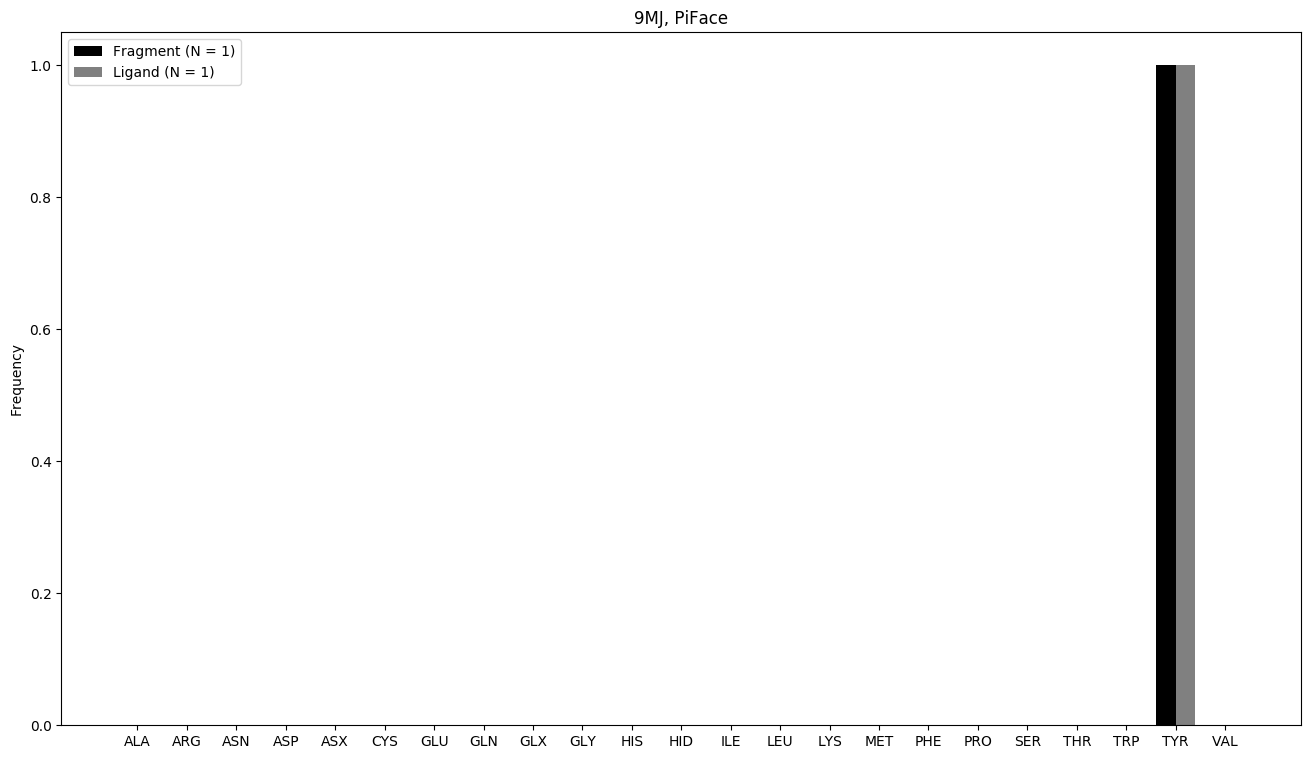 9MJ, PiFace
Fragment (N = 1)
Ligand (N = 1)
Frequency
1.0
0.8
0.6
0.4
0.2
0.0
ALA ARG ASN ASP ASX CYS GLU GLN GLX GLY HIS HID ILE LEU LYS MET PHE PRO SER THR TRP TYR VAL